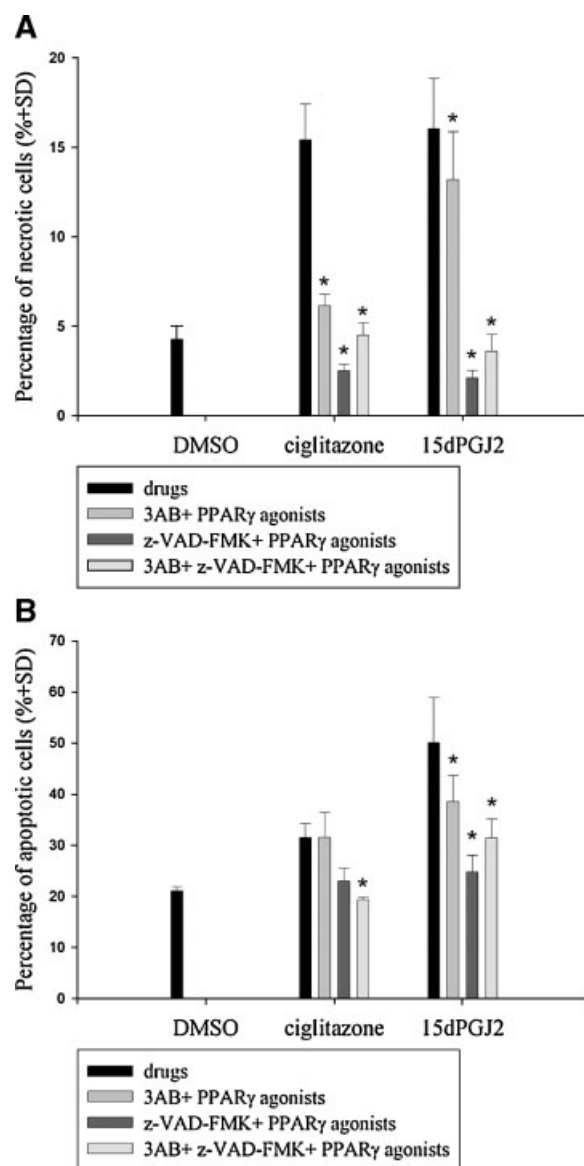 A
Percentage of necrotic cells (%+SD)
20
15
10
5
0
*
*
*
*
*
*
DMSO
ciglitazone
15dPGJ2
drugs
3AB+ PPARγ agonists
z-VAD-FMK+ PPARγ agonists
3AB+ z-VAD-FMK+ PPARγ agonists
B
Percentage of apoptotic cells (%+SD)
70
60
50
40
30
20
10
0
*
*
*
*
DMSO
ciglitazone
15dPGJ2
drugs
3AB+ PPARγ agonists
z-VAD-FMK+ PPARγ agonists
3AB+ z-VAD-FMK+ PPARγ agonists